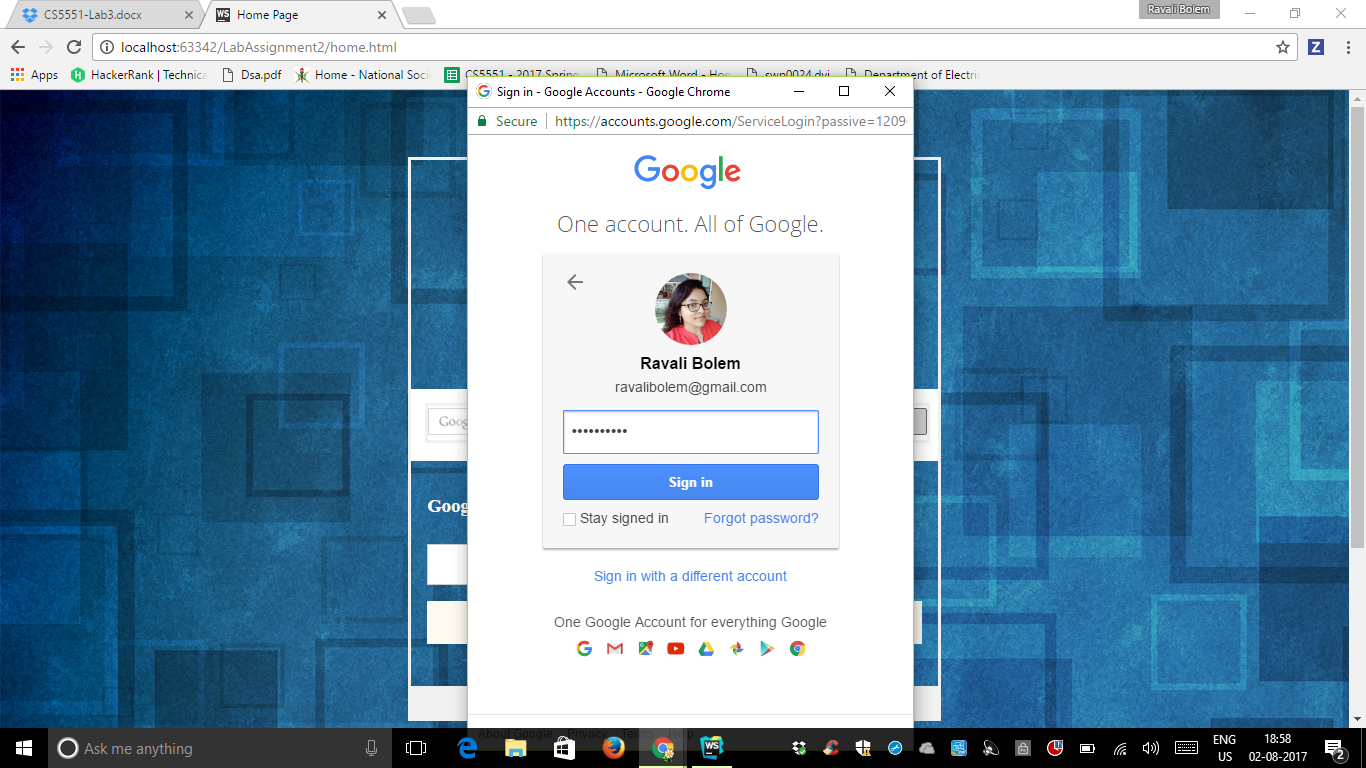 CS5551-Lab3.docx
Home Page
Ravali Bolem
localhost:63342/LabAssignment2/home.html
Apps
HackerRank | Technica
Dsa.pdf
Home - National Soci
CS5551 - 2017 Spring
Microsoft Word - Hor
swp0024.dvi
Department of Electric
Sign in - Google Accounts - Google Chrome
Secure
https://accounts.google.com/ServiceLogin?passive=1209
Google
One account. All of Google.
Ravali Bolem
ravalibolem@gmail.com
Goog
Sign in
Goog
Stay signed in Forgot password?
Sign in with a different account
One Google Account for everything Google
About Google Privacy Terms Help
Ask me anything
WS
ENG
US
18:58
02-08-2017
2